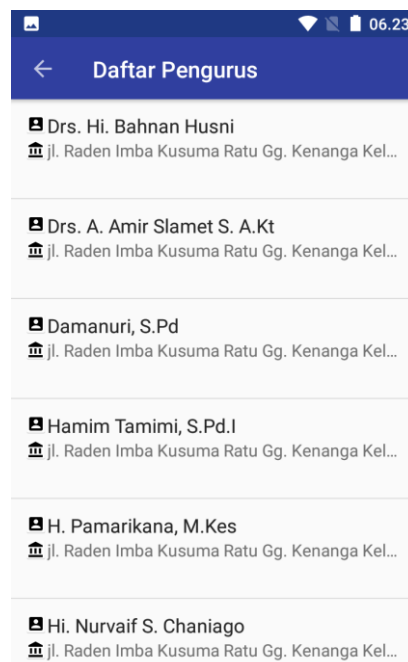 06.23
Daftar Pengurus
Drs. Hi. Bahnan Husni
jl. Raden Imba Kusuma Ratu Gg. Kenanga Kel...
Drs. A. Amir Slamet S. A.Kt
jl. Raden Imba Kusuma Ratu Gg. Kenanga Kel...
Damanuri, S.Pd
jl. Raden Imba Kusuma Ratu Gg. Kenanga Kel...
Hamim Tamimi, S.Pd.I
jl. Raden Imba Kusuma Ratu Gg. Kenanga Kel...
H. Pamarikana, M.Kes
jl. Raden Imba Kusuma Ratu Gg. Kenanga Kel...
Hi. Nurvaif S. Chaniago
jl. Raden Imba Kusuma Ratu Gg. Kenanga Kel...